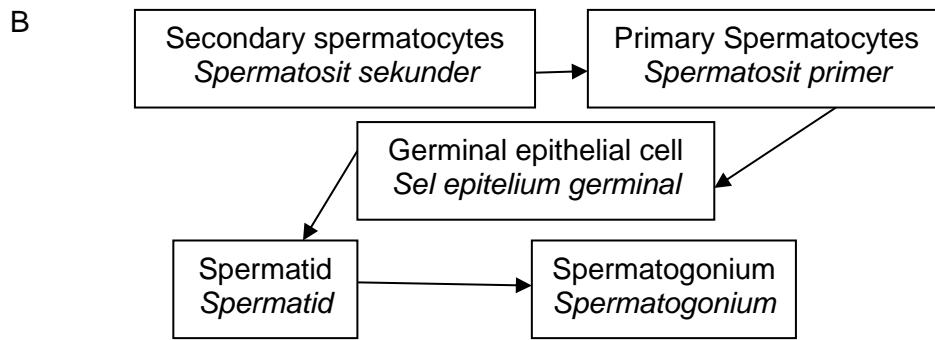 B
Secondary spermatocytes
Spermatosit sekunder
Primary Spermatocytes
Spermatosit primer
Germinal epithelial cell
Sel epitelium germinal
Spermatid
Spermatid
Spermatogonium
Spermatogonium